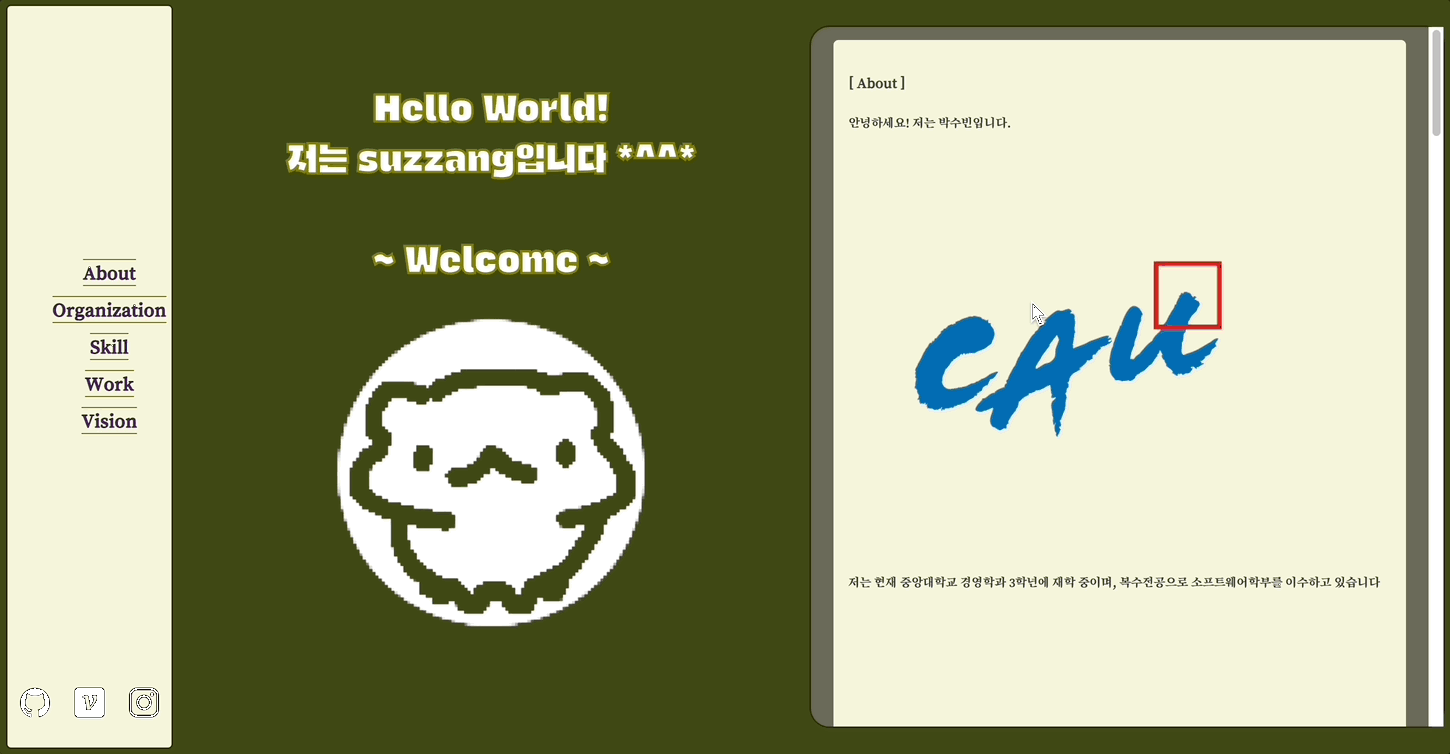 About
Organization
Skill
Work
Vision
Hello World!
저는 suzzang입니다 *^^*
~ Welcome ~
[ About ]
안녕하세요! 저는 박수빈입니다.
CAU
저는 현재 중앙대학교 경영학과 3학년에 재학 중이며, 복수전공으로 소프트웨어학부를 이수하고 있습니다